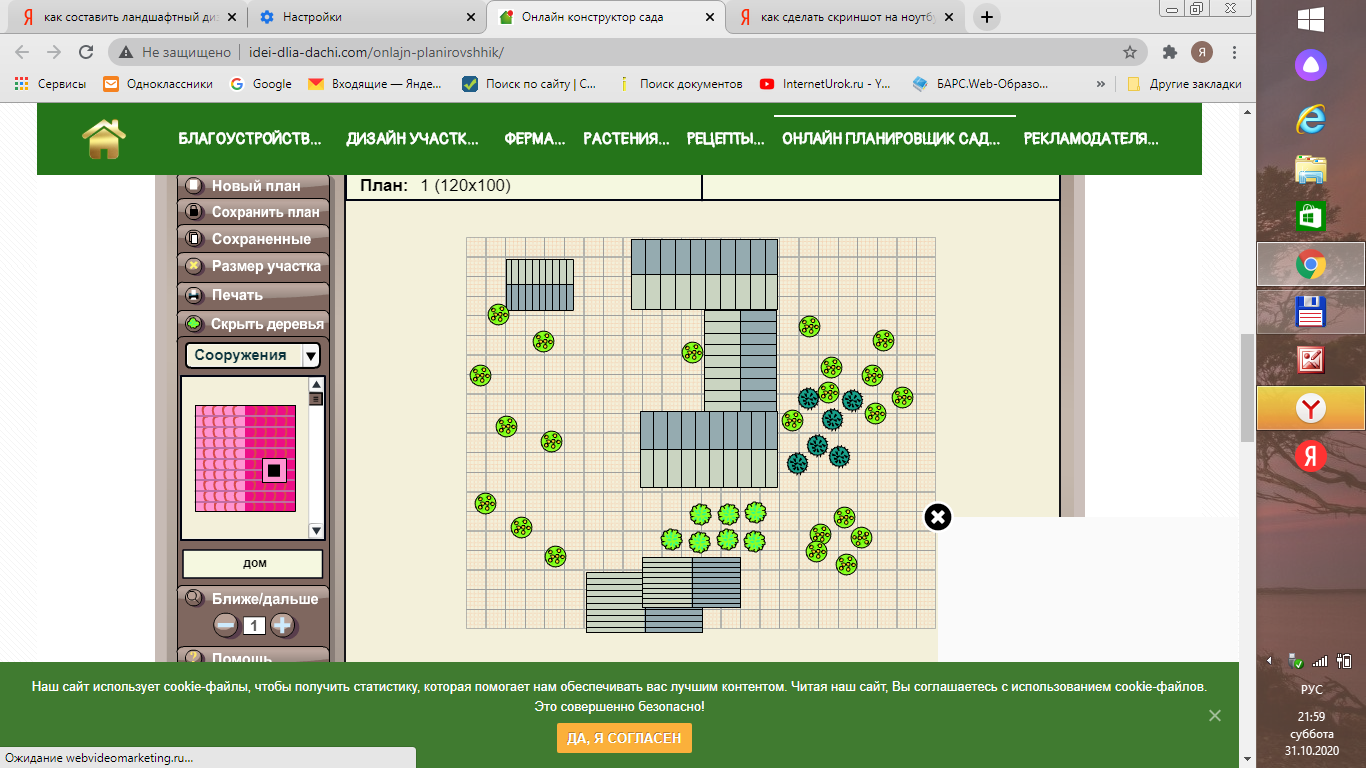 как составить ландшафтный ди
Настройки
Онлайн конструктор сада
как сделать скриншот на ноутбу
Не защищено
idei-dlia-dachi.com/onlajn-planirovshhik/
Я
Сервисы
Одноклассники
Google
Входящие — Янде...
Поиск по сайту | С...
Поиск документов
InternetUrok.ru - Y...
БАРС.Web-Образо...
»
Другие закладки
БЛАГОУСТРОЙСТВ...
ДИЗАЙН УЧАСТК...
ФЕРМА...
РАСТЕНИЯ...
РЕЦЕПТЫ...
ОНЛАЙН ПЛАНИРОВЩИК САД...
РЕКЛАМОДАТЕЛЯ...
Новый план
Сохранить план
Сохраненные
Размер участка
Печать
Скрыть деревья
Сооружения
дом
Ближе/дальше
1
Помощь
План: 1 (120x100)
Наш сайт использует cookie-файлы, чтобы получить статистику, которая помогает нам обеспечивать вас лучшим контентом. Читая наш сайт, Вы соглашаетесь с использованием cookie-файлов.
Это совершенно безопасно!
ДА, Я СОГЛАСЕН
Ожидание webvideomarketing.ru...
РУС
21:59
суббота
31.10.2020